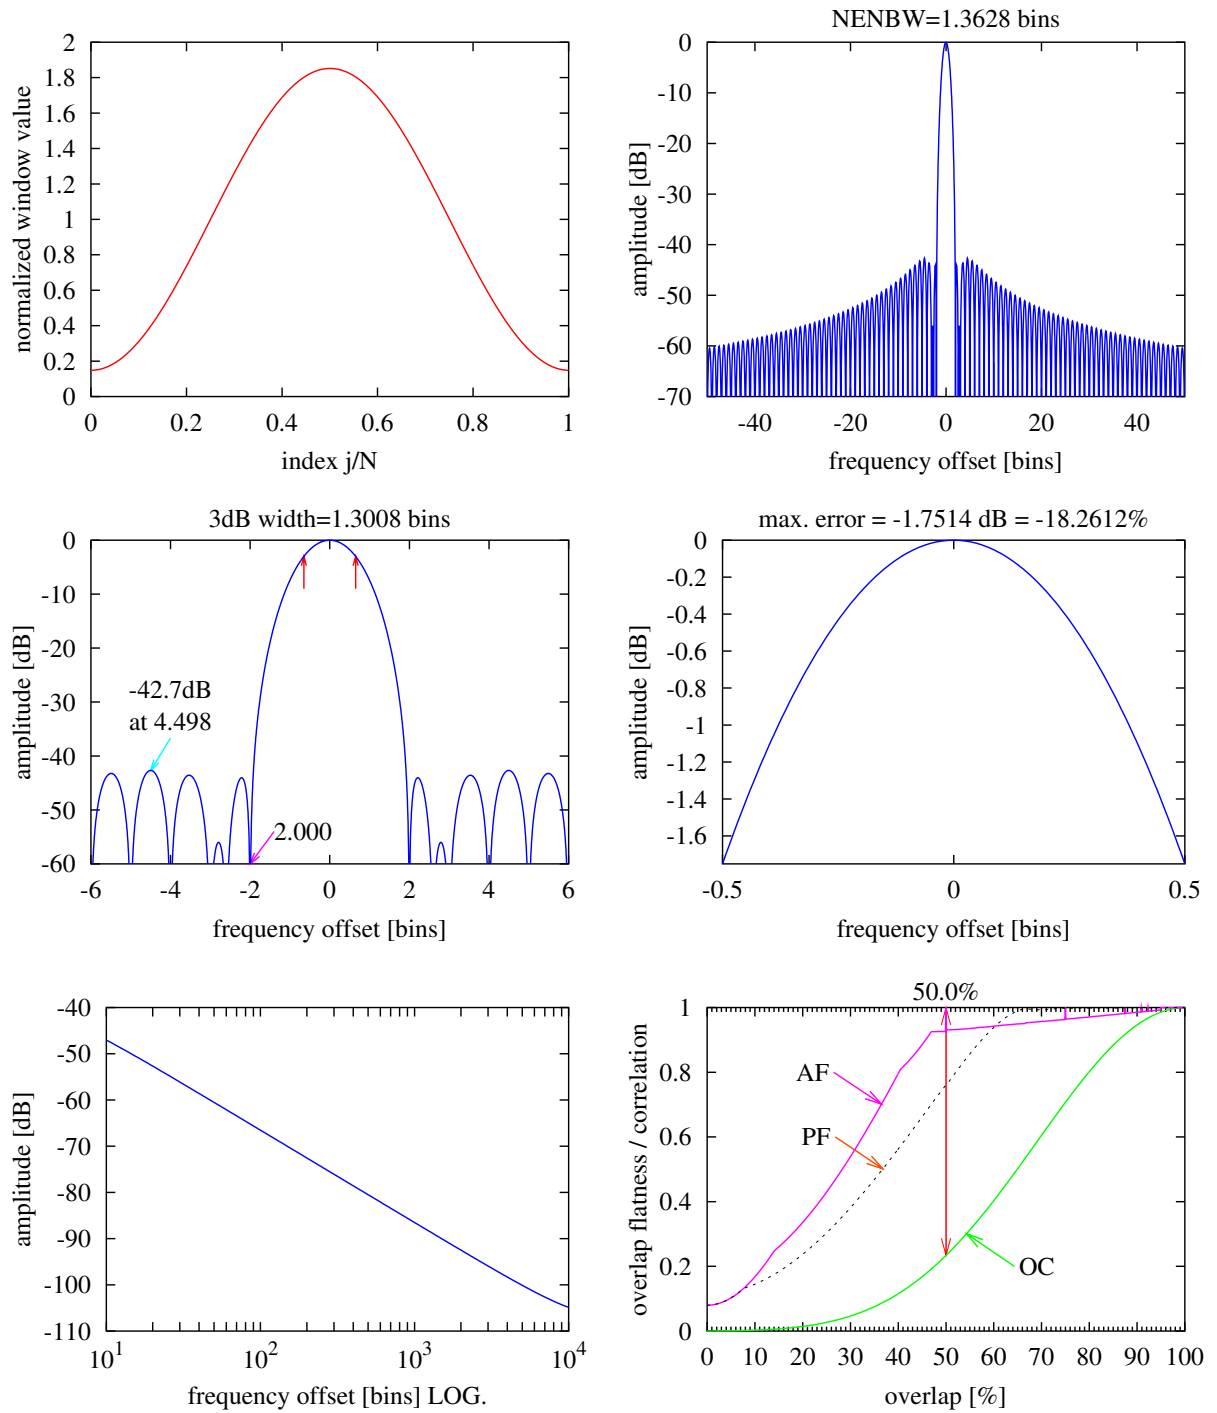 normalized window value
2
1.8
1.6
1.4
1.2
1
0.8
0.6
0.4
0.2
0
0 0.2 0.4 0.6 0.8 1
index j/N
NENBW=1.3628 bins
amplitude [dB]
0
-10
-20
-30
-40
-50
-60
-70
-40 -20 0 20 40
frequency offset [bins]
3dB width=1.3008 bins
amplitude [dB]
0
-10
-20
-30
-40
-50
-60
-42.7dB
at 4.498
2.000
-6 -4 -2 0 2 4 6
frequency offset [bins]
max. error = -1.7514 dB = -18.2612%
amplitude [dB]
0
-0.2
-0.4
-0.6
-0.8
-1
-1.2
-1.4
-1.6
-0.5 0 0.5
frequency offset [bins]
amplitude [dB]
-40
-50
-60
-70
-80
-90
-100
-110
10¹ 10² 10³ 10⁴
frequency offset [bins] LOG.
50.0%
overlap flatness / correlation
1
0.8
0.6
0.4
0.2
0
AF
PF
OC
0 10 20 30 40 50 60 70 80 90 100
overlap [%]